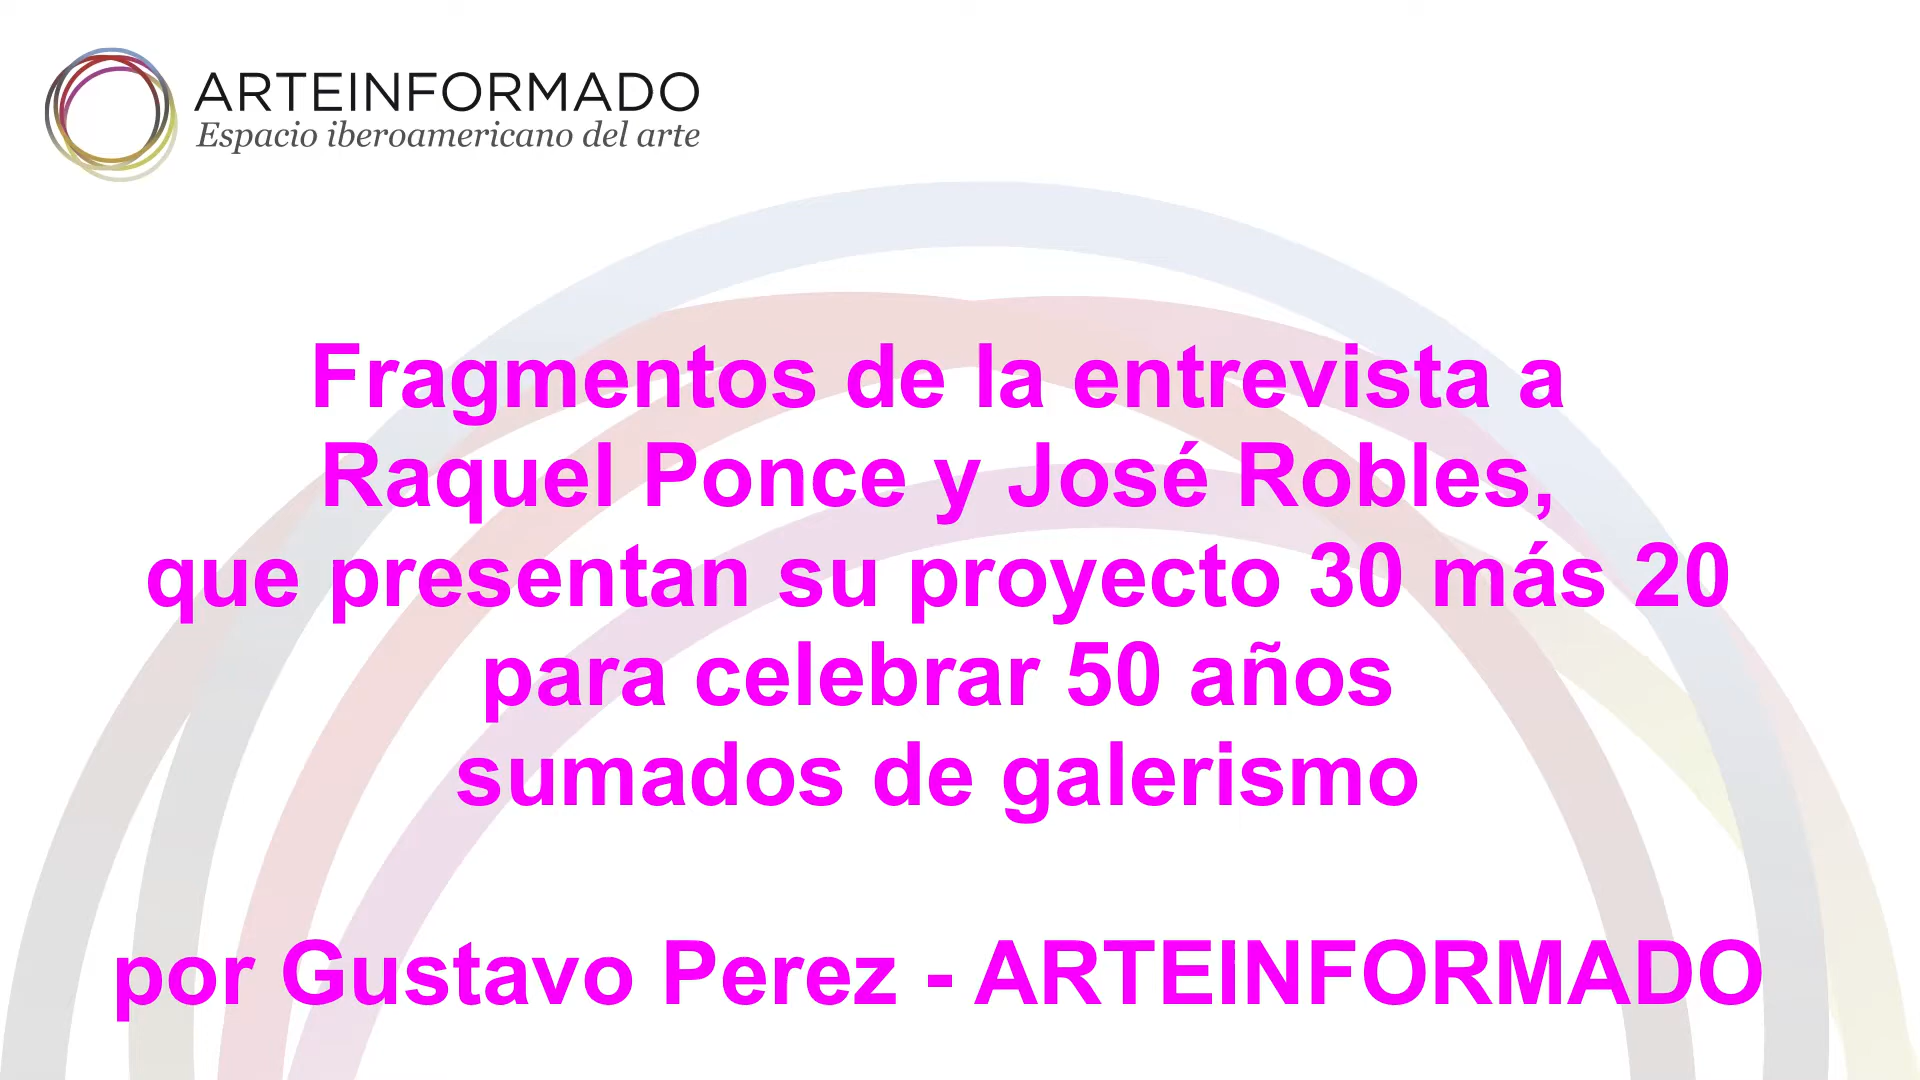 ARTEINFORMADO
Espacio iberoamericano del arte
Fragmentos de la entrevista a
Raquel Ponce y José Robles,
que presentan su proyecto 30 más 20
para celebrar 50 años
sumados de galerismo
por Gustavo Perez - ARTEINFORMADO